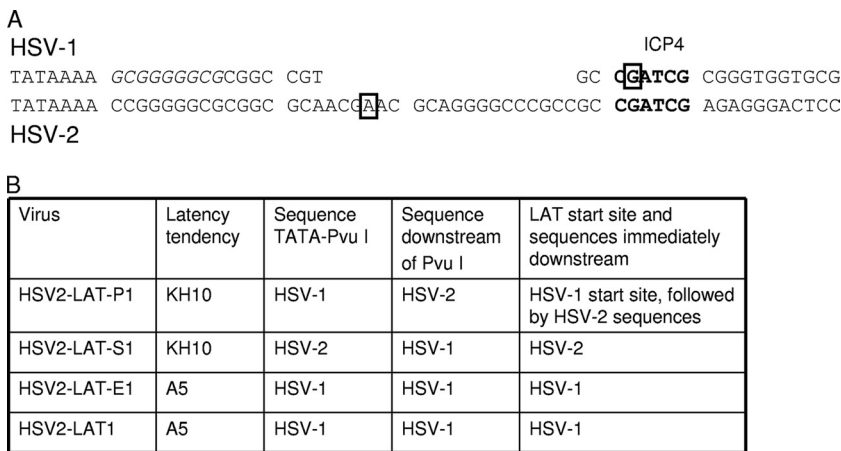 A
HSV-1
ICP4
TATAAAA GCGGGGGCGCGGC CGT GC CGATCG CGGGTGGTGCG
TATAAAA CCGGGGGCGCGGC GCAACGAAC GCAGGGGCCCGCCGC CGATCG AGAGGGACTCC
HSV-2
B
Virus Latency tendency Sequence TATA-Pvu I Sequence downstream of Pvu I LAT start site and sequences immediately downstream
HSV2-LAT-P1 KH10 HSV-1 HSV-2 HSV-1 start site, followed by HSV-2 sequences
HSV2-LAT-S1 KH10 HSV-2 HSV-1 HSV-2
HSV2-LAT-E1 A5 HSV-1 HSV-1 HSV-1
HSV2-LAT1 A5 HSV-1 HSV-1 HSV-1